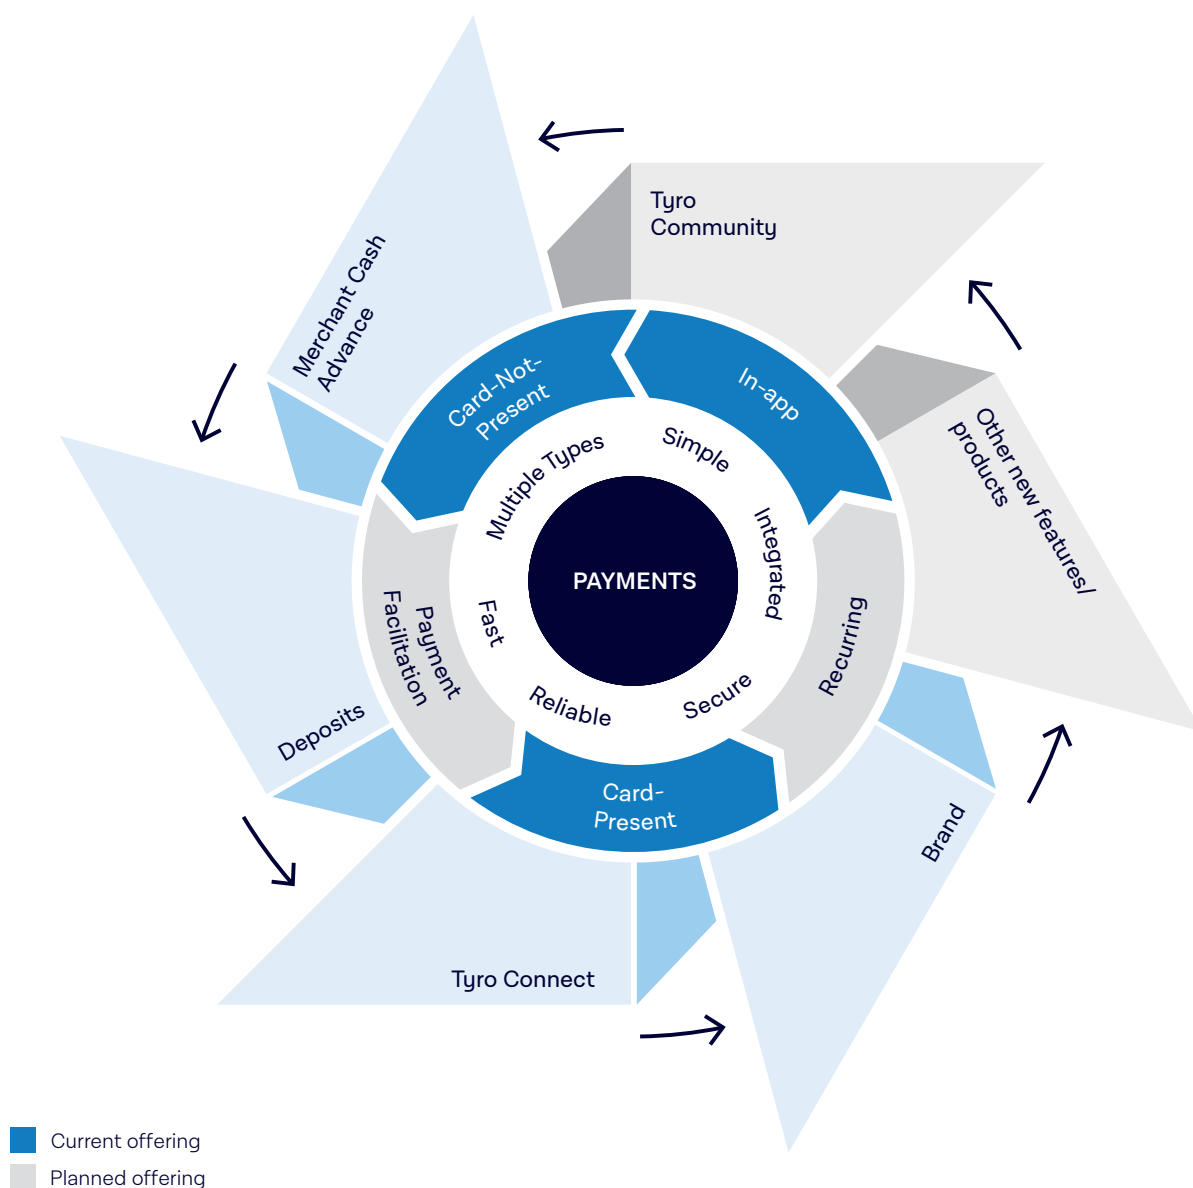 Tyro
Community
Merchant Cash
Advance
Other new features/
products
Card-Not-
Present
In-app
Multiple Types
Simple
Integrated
PAYMENTS
Fast
Payment
Facilitation
Recurring
Reliable
Secure
Deposits
Card-
Present
Brand
Tyro Connect
Current offering
Planned offering